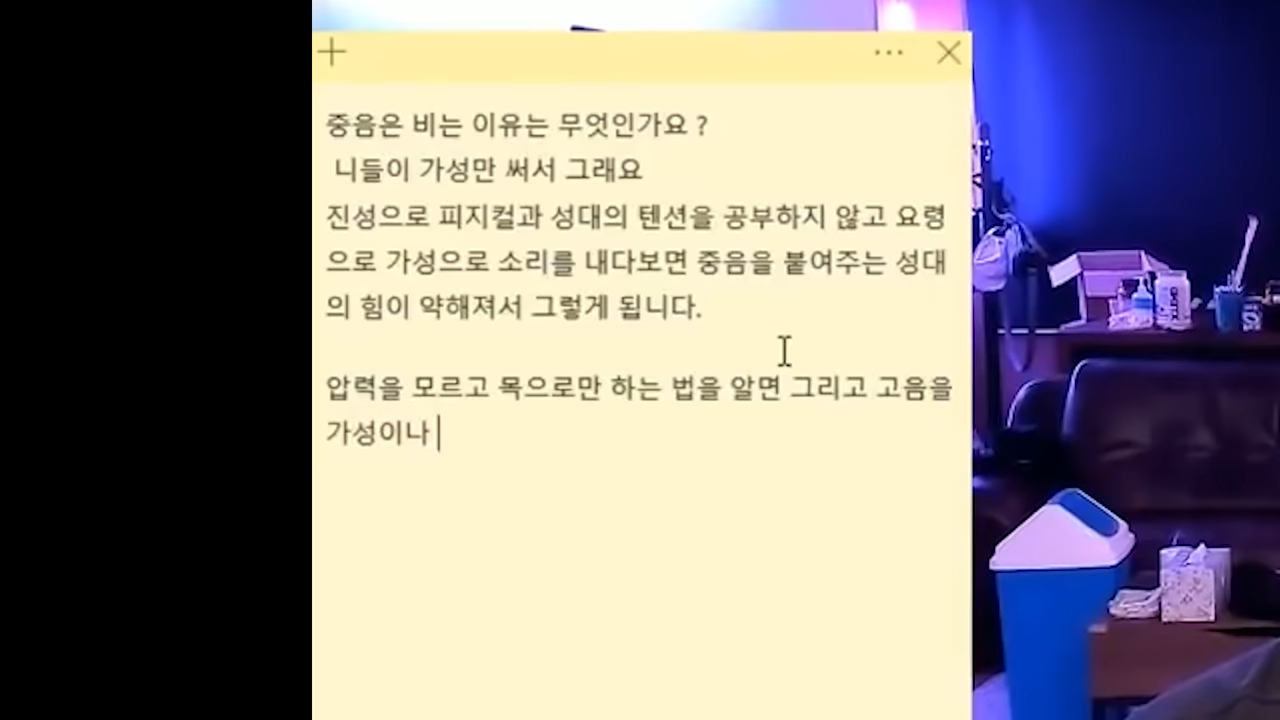 중음은 비는 이유는 무엇인가요 ?
니들이 가성만 써서 그래요
진성으로 피지컬과 성대의 텐션을 공부하지 않고 요령
으로 가성으로 소리를 내다보면 중음을 붙여주는 성대
의 힘이 약해져서 그렇게 됩니다.
압력을 모르고 목으로만 하는 법을 알면 그리고 고음을
가성이나